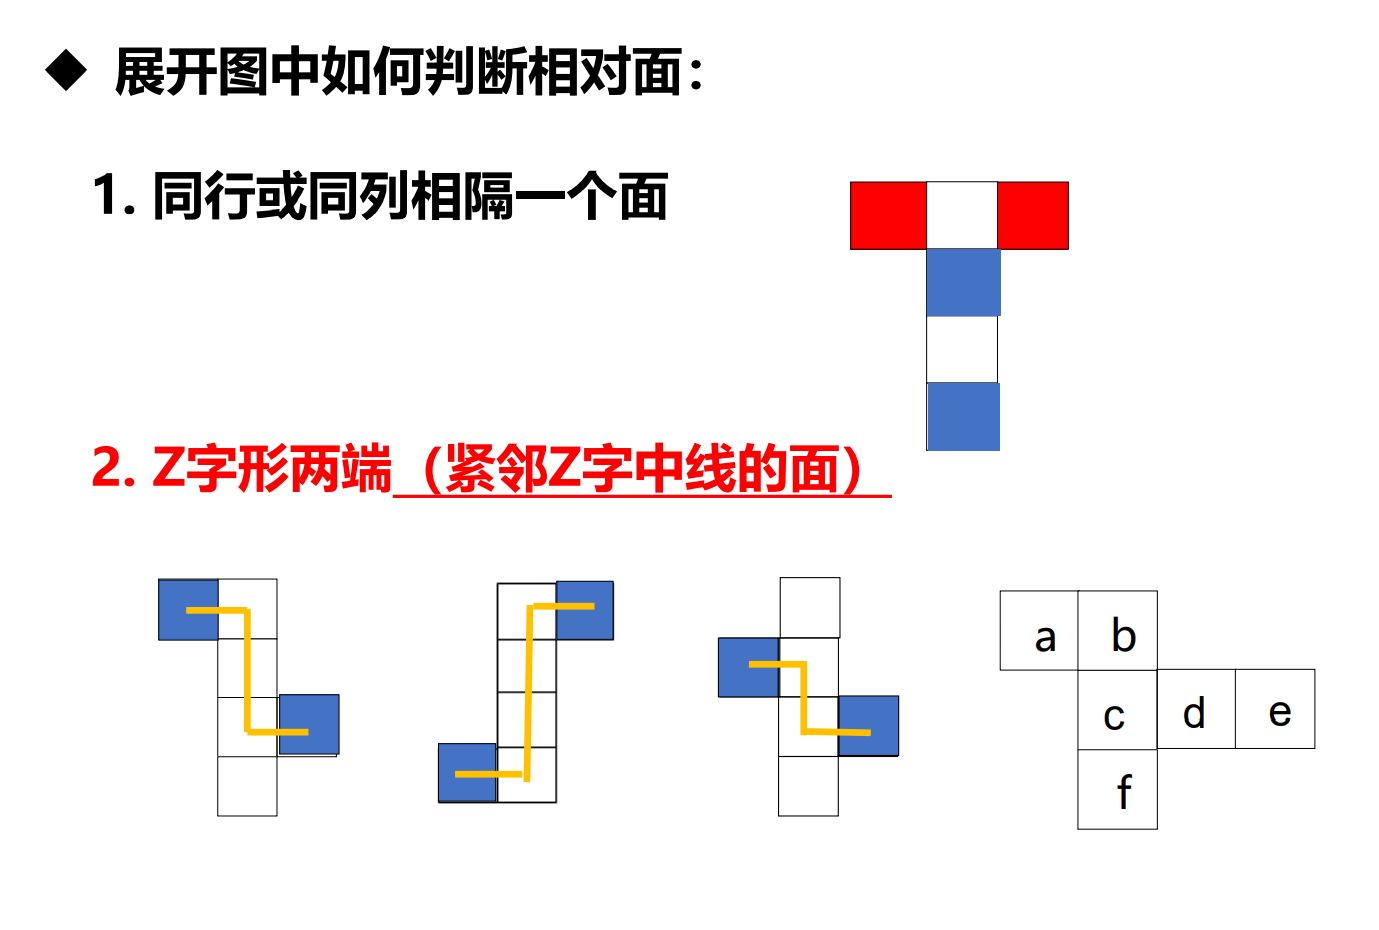 ◆ 展开图中如何判断相对面：
1. 同行或同列相隔一个面
2. Z字形两端（紧邻Z字中线的面）
a b
c d e
f